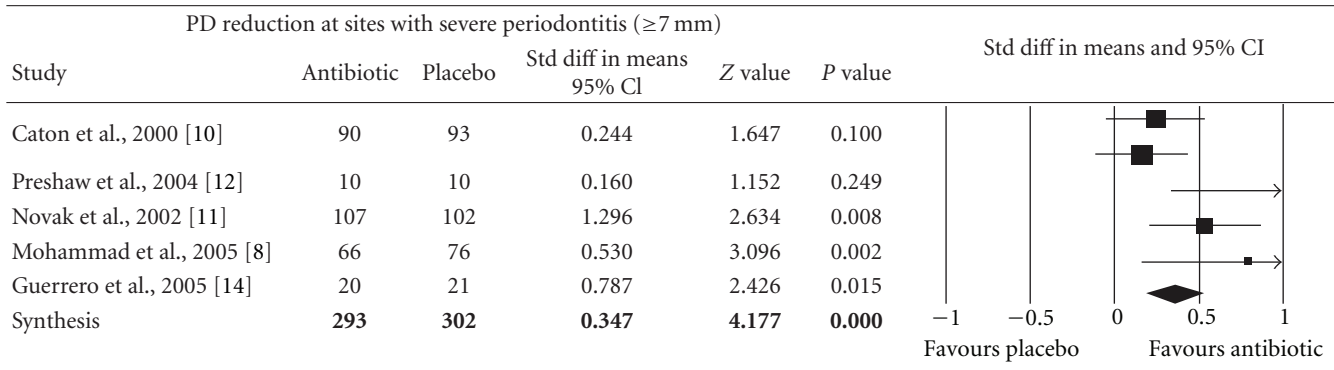 PD reduction at sites with severe periodontitis (≥7 mm)
Study Antibiotic Placebo Std diff in means 95% Cl Z value P value Std diff in means and 95% CI
Caton et al., 2000 [10] 90 93 0.244 1.647 0.100
Preshaw et al., 2004 [12] 10 10 0.160 1.152 0.249
Novak et al., 2002 [11] 107 102 1.296 2.634 0.008
Mohammad et al., 2005 [8] 66 76 0.530 3.096 0.002
Guerrero et al., 2005 [14] 20 21 0.787 2.426 0.015
Synthesis 293 302 0.347 4.177 0.000
−1 −0.5 0 0.5 1
Favours placebo Favours antibiotic